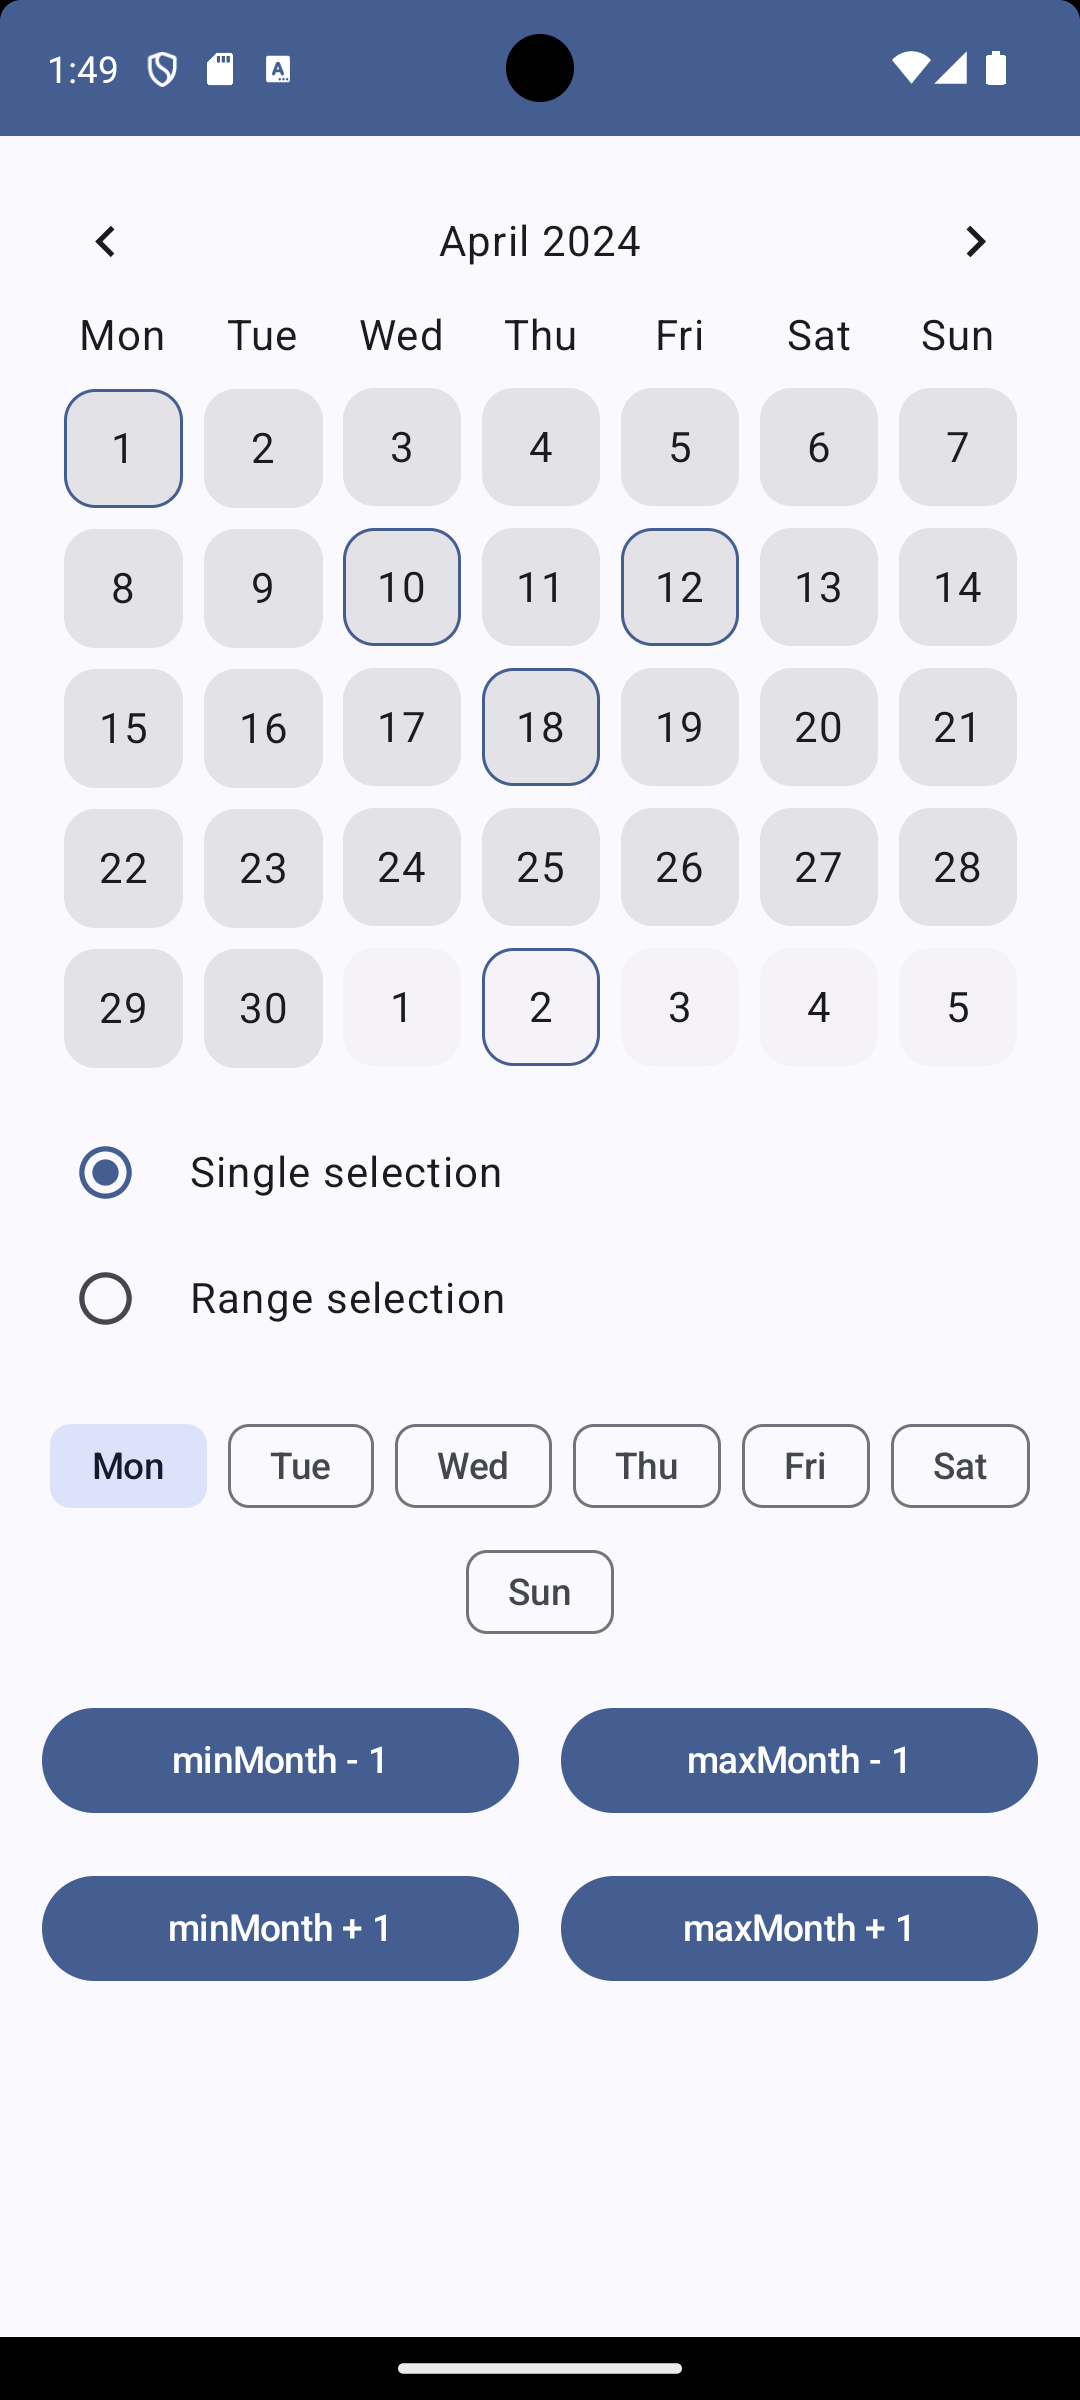 1:49
April 2024
Mon Tue Wed Thu Fri Sat Sun
1 2 3 4 5 6 7
8 9 10 11 12 13 14
15 16 17 18 19 20 21
22 23 24 25 26 27 28
29 30 1 2 3 4 5
Single selection
Range selection
Mon Tue Wed Thu Fri Sat
Sun
minMonth - 1 maxMonth - 1
minMonth + 1 maxMonth + 1